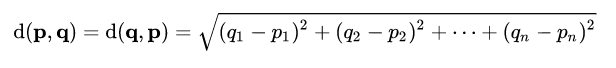 d(𝐩, 𝐪) = d(𝐪, 𝐩) = √((q₁ − p₁)² + (q₂ − p₂)² + ⋯ + (qₙ − pₙ)²)